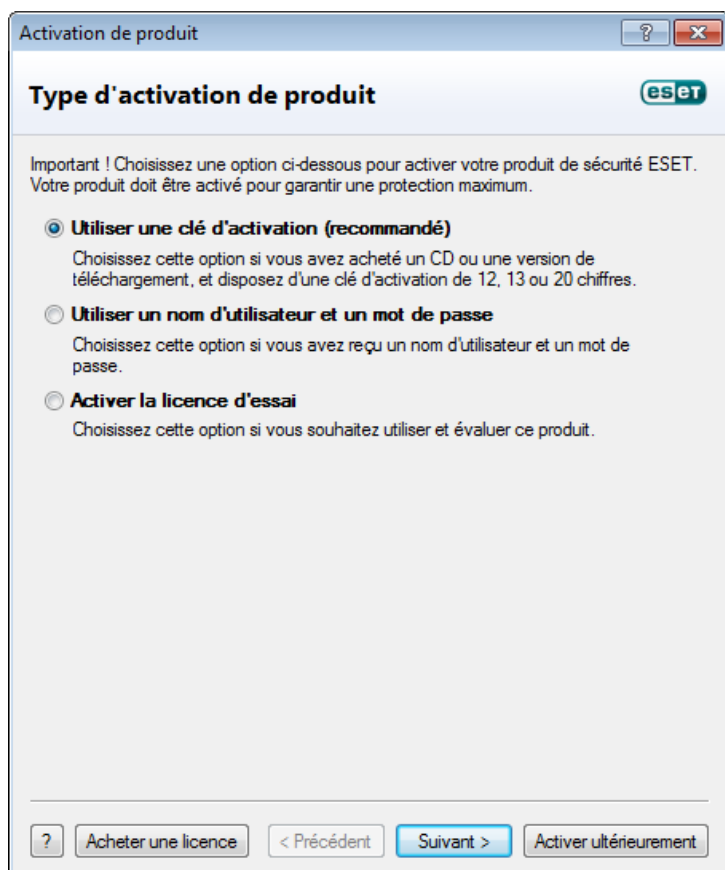 Activation de produit
?
Type d'activation de produit
eset
Important ! Choisissez une option ci-dessous pour activer votre produit de sécurité ESET.
Votre produit doit être activé pour garantir une protection maximum.
Utiliser une clé d'activation (recommandé)
Choisissez cette option si vous avez acheté un CD ou une version de
téléchargement, et disposez d'une clé d'activation de 12, 13 ou 20 chiffres.
Utiliser un nom d'utilisateur et un mot de passe
Choisissez cette option si vous avez reçu un nom d'utilisateur et un mot de
passe.
Activer la licence d'essai
Choisissez cette option si vous souhaitez utiliser et évaluer ce produit.
? Acheter une licence < Précédent Suivant > Activer ultérieurement